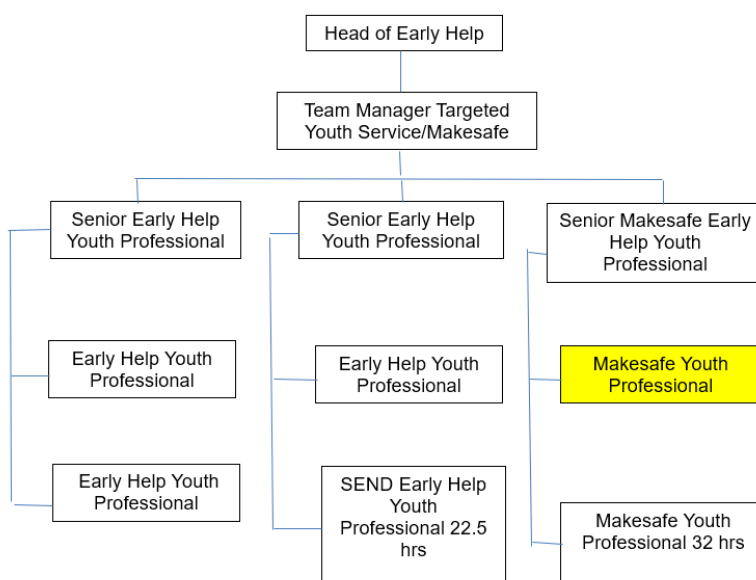 Head of Early Help
Team Manager Targeted
Youth Service/Makesafe
Senior Early Help
Youth Professional
Senior Early Help
Youth Professional
Senior Makesafe Early
Help Youth
Professional
Early Help Youth
Professional
Early Help Youth
Professional
Makesafe Youth
Professional
Early Help Youth
Professional
SEND Early Help
Youth
Professional 22.5
hrs
Makesafe Youth
Professional 32 hrs